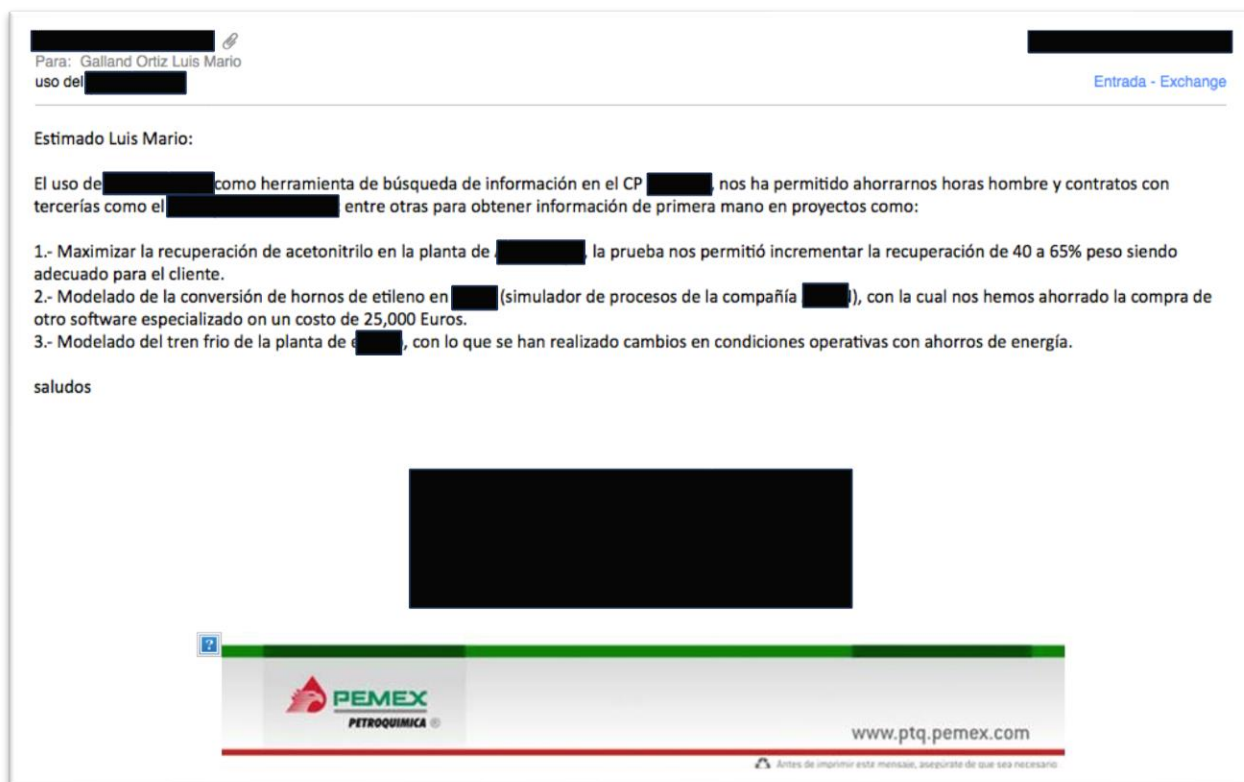 Para: Galland Ortiz Luis Mario
uso del
Entrada - Exchange
Estimado Luis Mario:
El uso de como herramienta de búsqueda de información en el CP , nos ha permitido ahorrarnos horas hombre y contratos con
tercerías como el entre otras para obtener información de primera mano en proyectos como:
1.- Maximizar la recuperación de acetonitrilo en la planta de , la prueba nos permitió incrementar la recuperación de 40 a 65% peso siendo
adecuado para el cliente.
2.- Modelado de la conversión de hornos de etileno en (simulador de procesos de la compañía ), con la cual nos hemos ahorrado la compra de
otro software especializado on un costo de 25,000 Euros.
3.- Modelado del tren frio de la planta de , con lo que se han realizado cambios en condiciones operativas con ahorros de energía.
saludos
?
PEMEX
PETROQUIMICA ®
www.ptq.pemex.com
Antes de imprimir este mensaje, asegúrate de que sea necesario